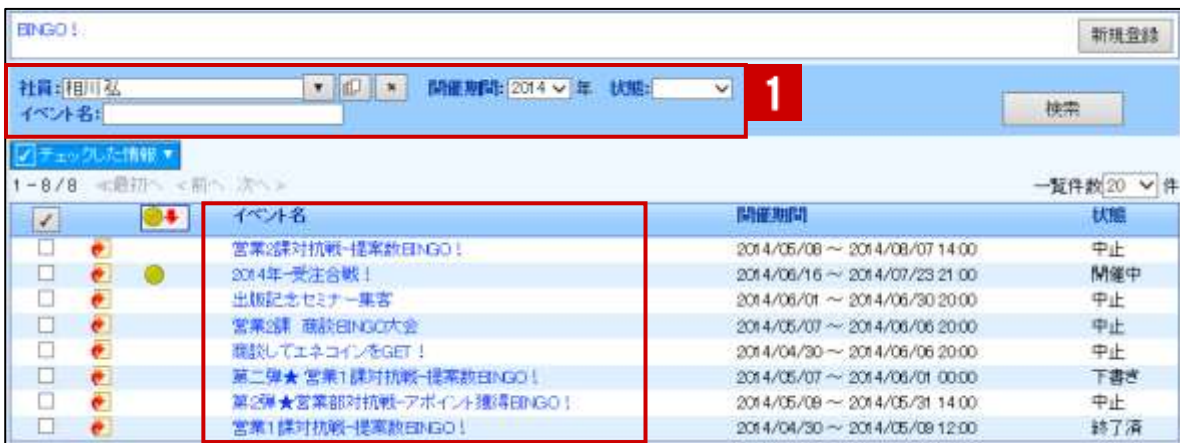 BINGO！
新規登録
社員:相川弘 開催期間:2014 年 状態:
1
イベント名:
検索
チェックした情報▼
1-8/8 ≪最初へ <前へ 次へ>
一覧件数20件
イベント名 開催期間 状態
営業2課対抗戦-提案数BINGO！ 2014/05/08 ～ 2014/08/07 14:00 中止
2014年-受注合戦！ 2014/06/16 ～ 2014/07/23 21:00 開催中
出版記念セミナー集客 2014/06/01 ～ 2014/06/30 20:00 中止
営業2課 商談BINGO大会 2014/05/07 ～ 2014/06/06 20:00 中止
商談してエネコインをGET！ 2014/04/30 ～ 2014/06/06 20:00 中止
第二弾★ 営業1課対抗戦-提案数BINGO！ 2014/05/07 ～ 2014/06/01 00:00 下書き
第2弾★営業部対抗戦-アポイント獲得BINGO！ 2014/05/09 ～ 2014/05/31 14:00 中止
営業1課対抗戦-提案数BINGO！ 2014/04/30 ～ 2014/05/09 12:00 終了済